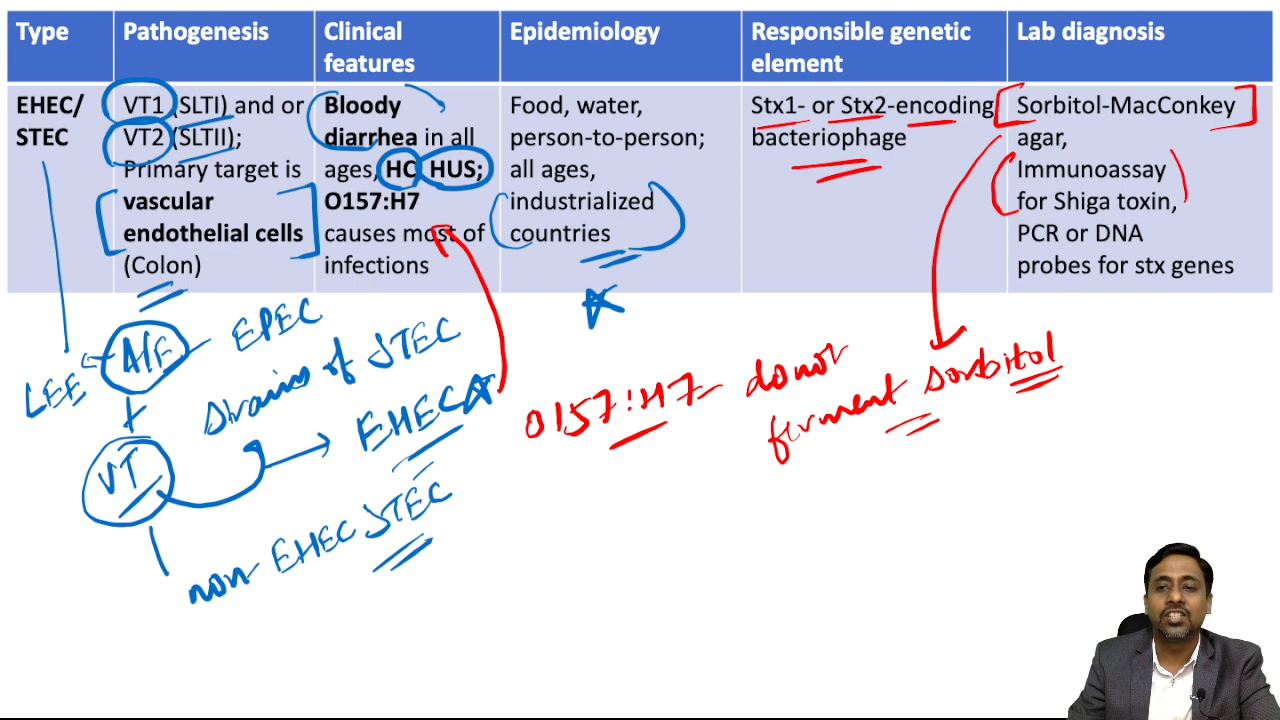 Type
Pathogenesis
Clinical
features
Epidemiology
Responsible genetic
element
Lab diagnosis
EHEC/
STEC
VT1 (SLTI) and or
VT2 (SLTII);
Primary target is
vascular
endothelial cells
(Colon)
Bloody
diarrhea in all
ages, HC HUS;
O157:H7
causes most of
infections
Food, water,
person-to-person;
all ages,
industrialized
countries
Stx1- or Stx2-encoding
bacteriophage
Sorbitol-MacConkey
agar,
Immunoassay
for Shiga toxin,
PCR or DNA
probes for stx genes
LEE
A/E - EPEC
+
VT
Strains of STEC
EHEC
non EHEC STEC
O157:H7 - do not
ferment sorbitol